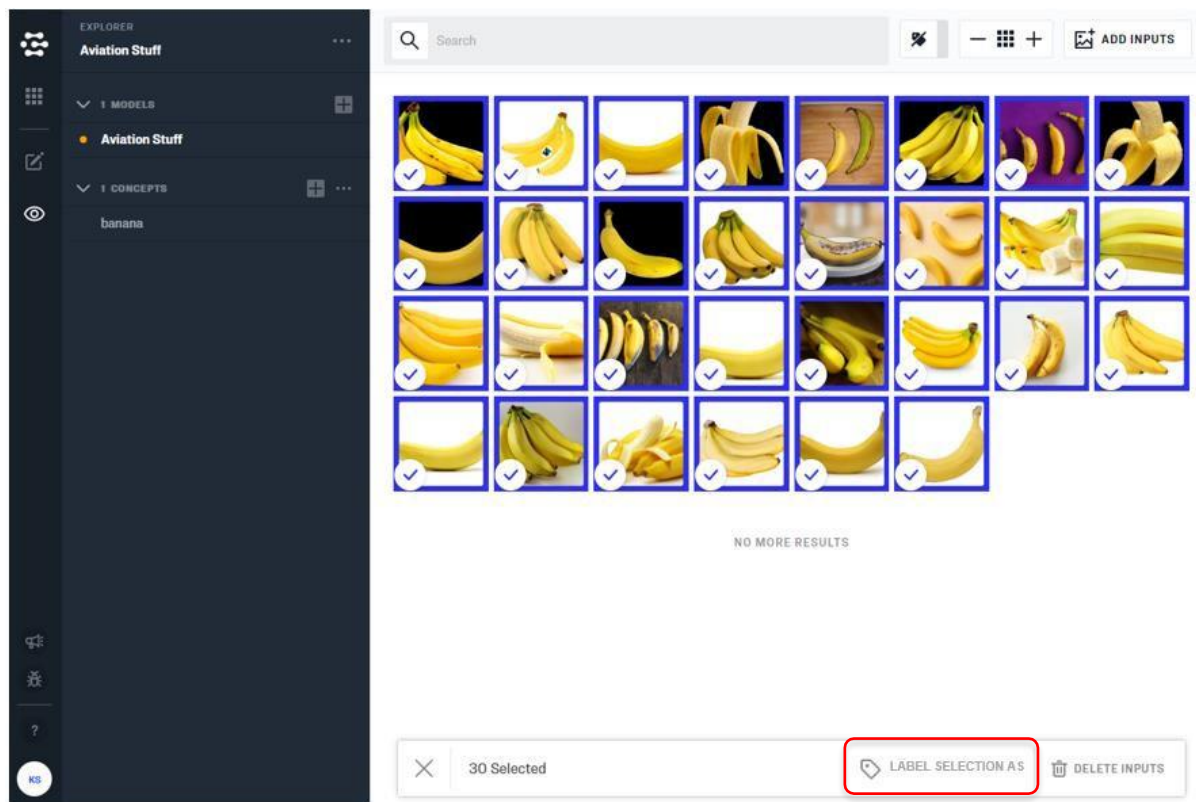 EXPLORER
Aviation Stuff
1 MODELS
Aviation Stuff
1 CONCEPTS
banana
?
KS
Search
ADD INPUTS
NO MORE RESULTS
30 Selected
LABEL SELECTION AS
DELETE INPUTS